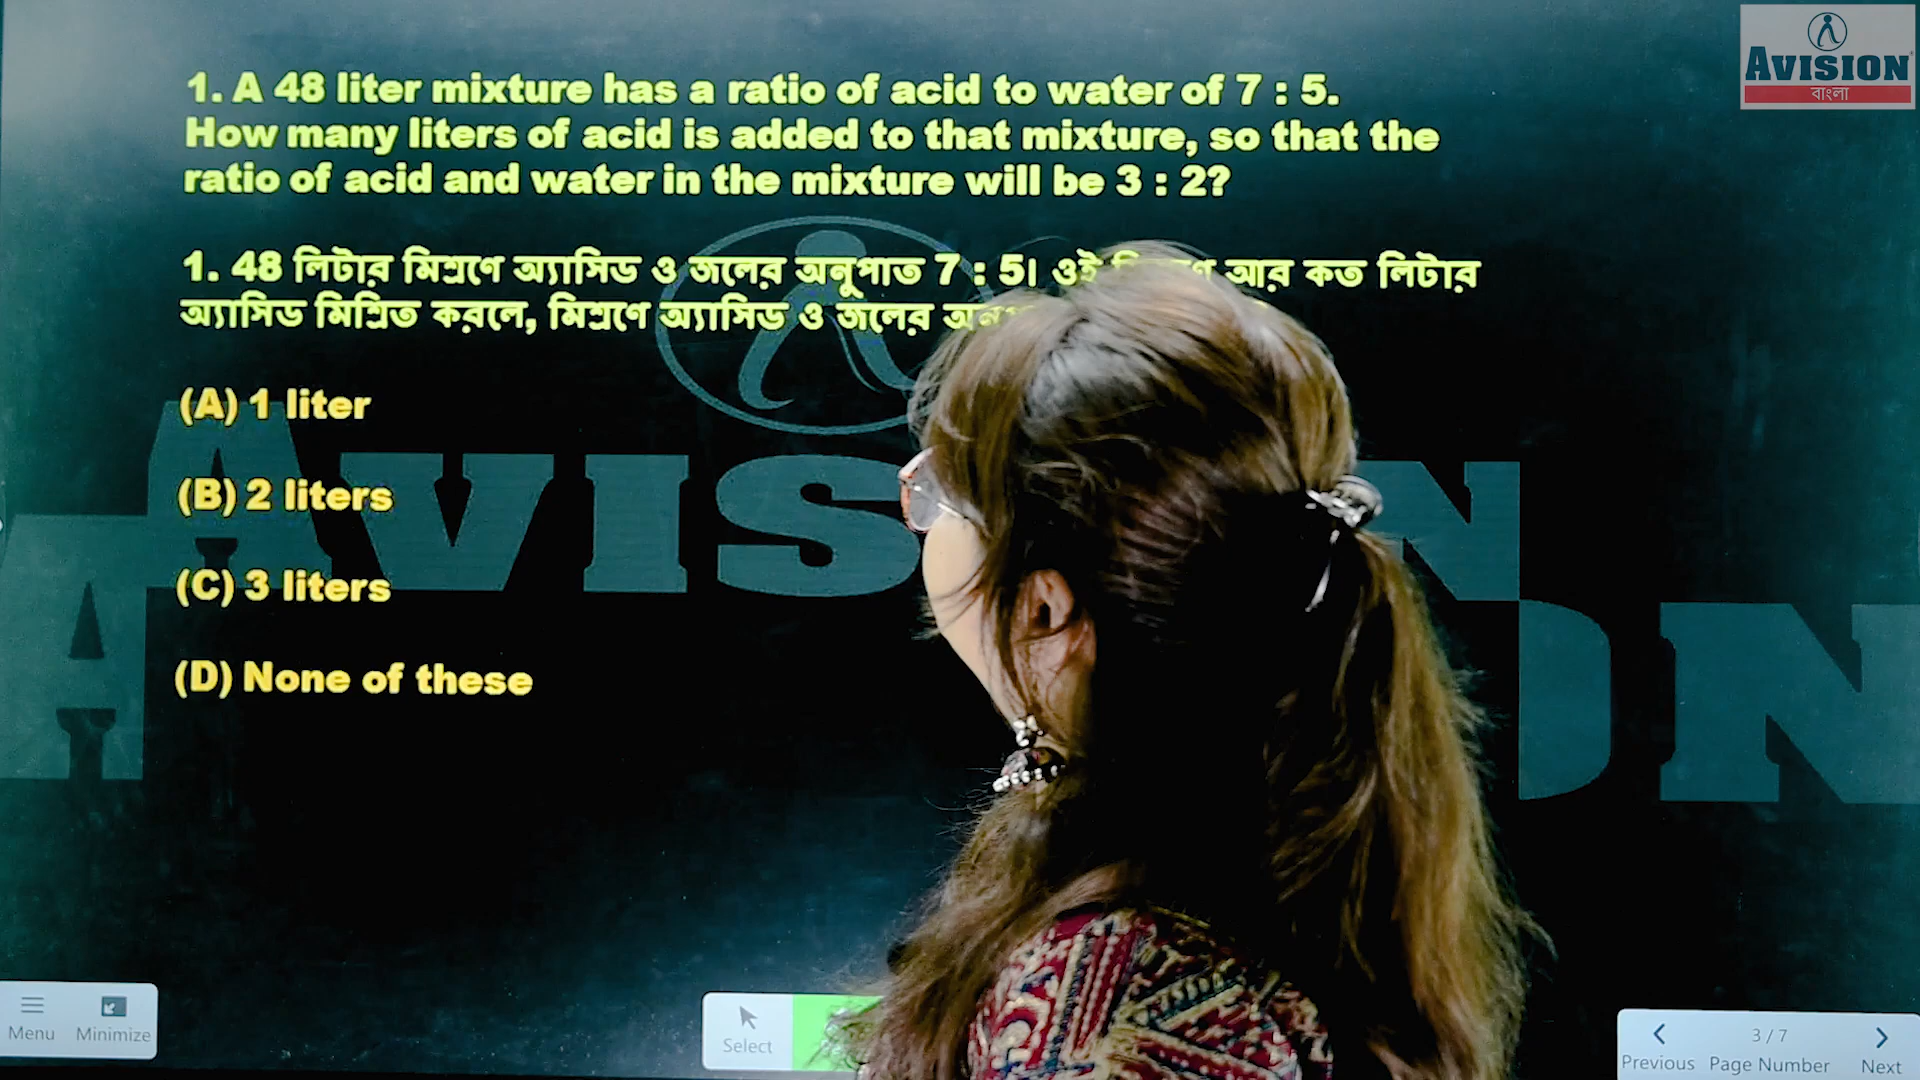 AVISION
বাংলা
1. A 48 liter mixture has a ratio of acid to water of 7 : 5.
How many liters of acid is added to that mixture, so that the
ratio of acid and water in the mixture will be 3 : 2?
1. 48 লিটার মিশ্রণে অ্যাসিড ও জলের অনুপাত 7 : 5। ওই আর কত লিটার
অ্যাসিড মিশ্রিত করলে, মিশ্রণে অ্যাসিড ও জলের
(A) 1 liter
(B) 2 liters
(C) 3 liters
(D) None of these
Menu Minimize
Select
3 / 7
Previous Page Number Next